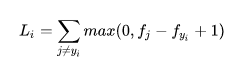 L_i = \sum_{j \neq y_i} max(0, f_j - f_{y_i} + 1)